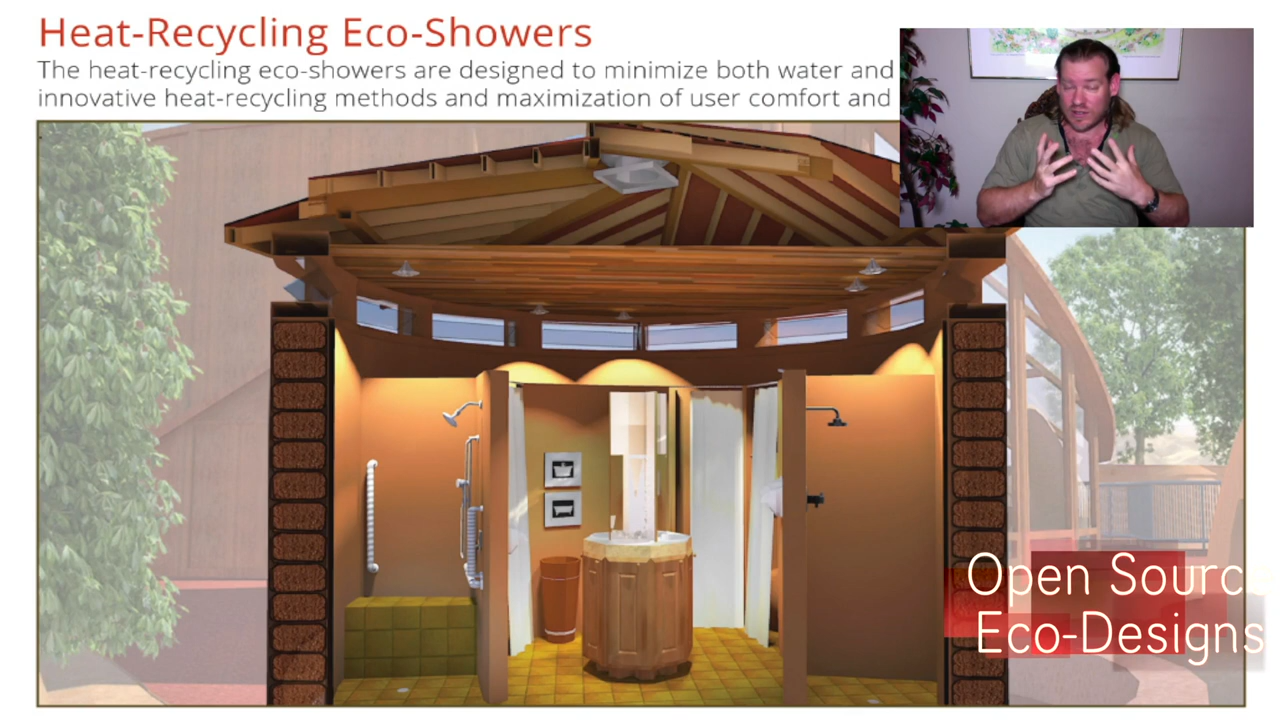 Heat-Recycling Eco-Showers
The heat-recycling eco-showers are designed to minimize both water and
innovative heat-recycling methods and maximization of user comfort and
Open Sourc
Eco-Designs